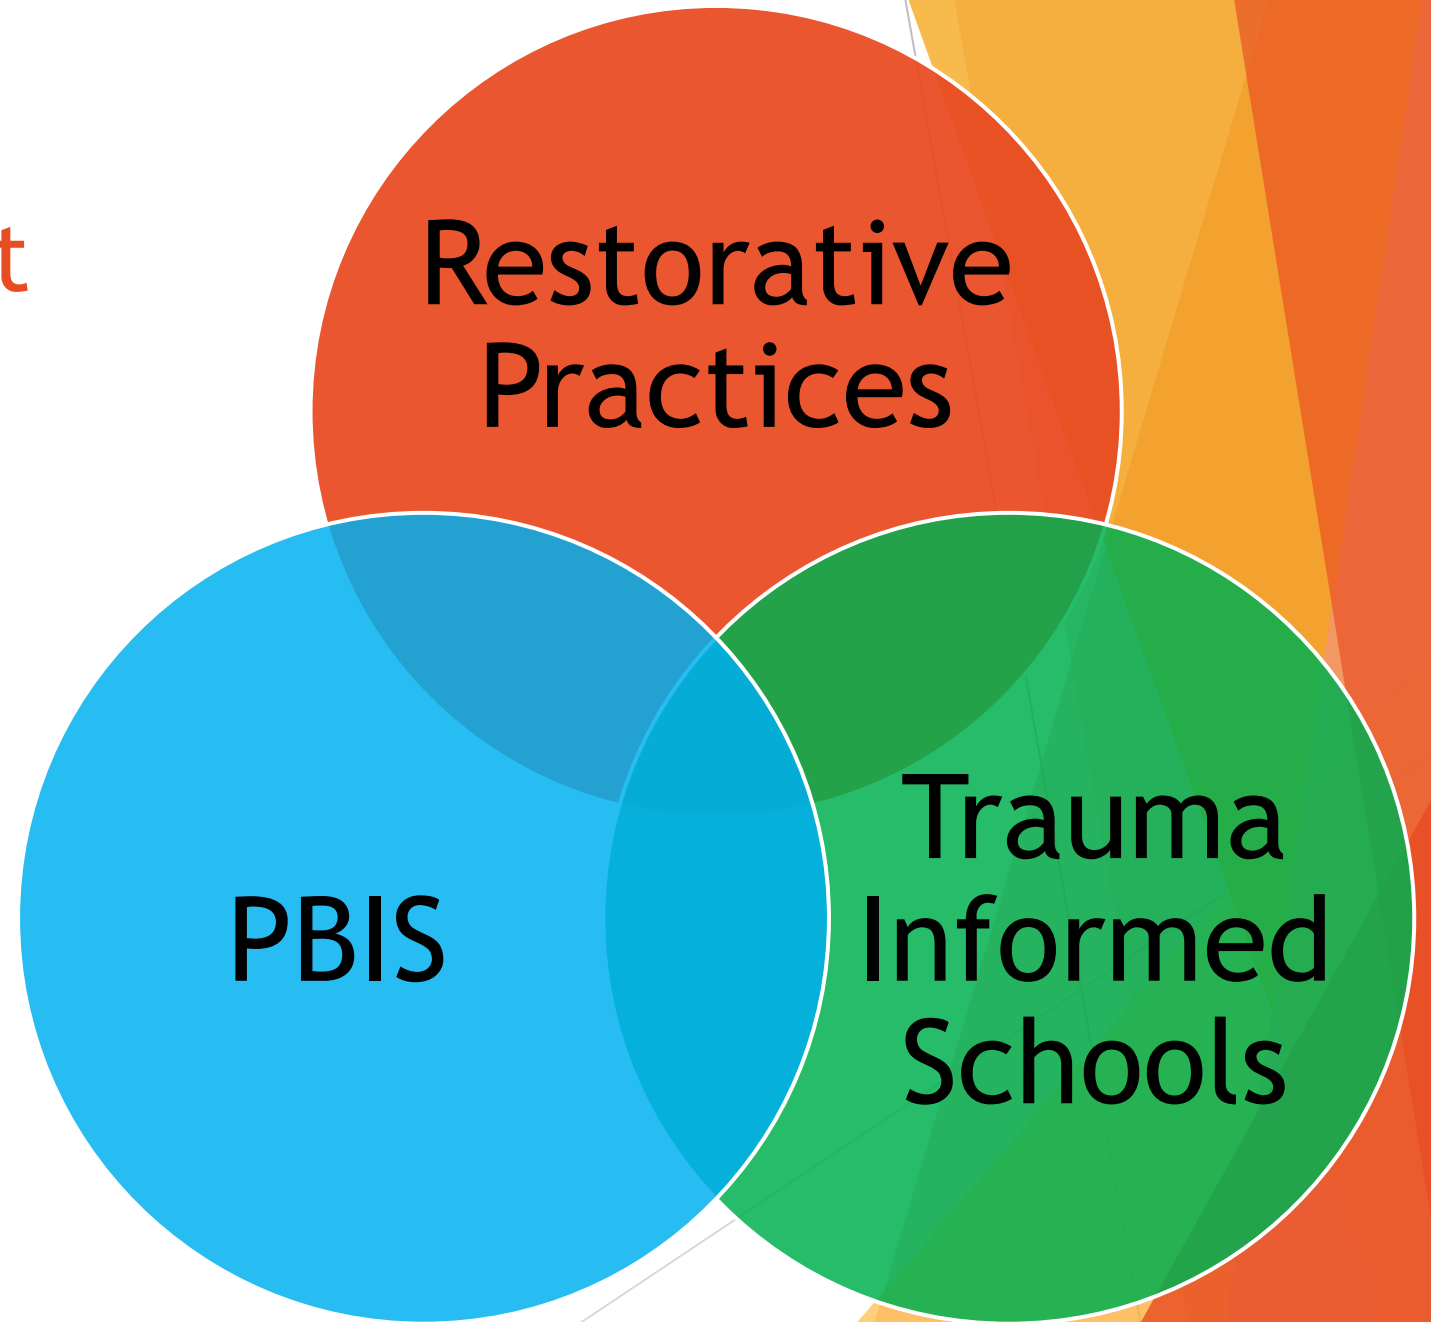 t
Restorative
Practices
PBIS
Trauma
Informed
Schools